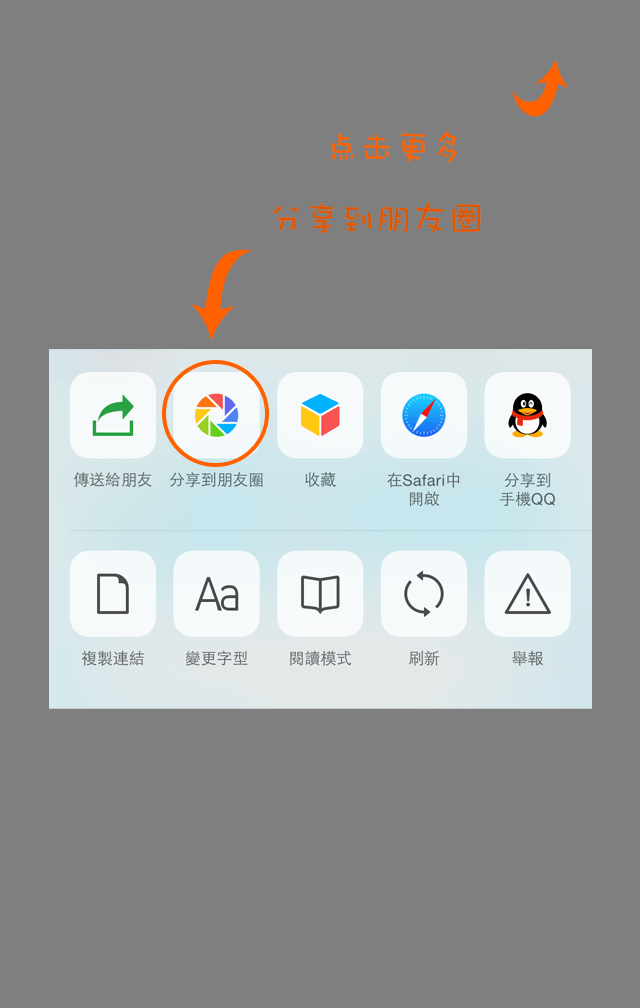 点击更多
分享到朋友圈
傳送給朋友
分享到朋友圈
收藏
在Safari中
開啟
分享到
手機QQ
複製連結
Aa
變更字型
閱讀模式
刷新
!
舉報